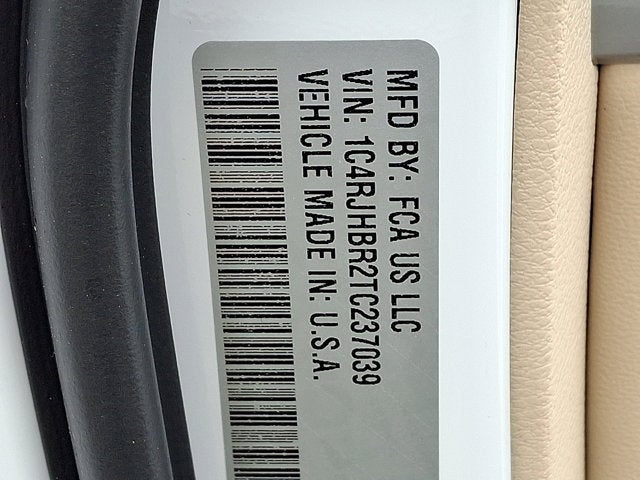 MFD BY: FCA US LLC
VIN: 1C4RJHBR2TC237039
VEHICLE MADE IN: U.S.A.